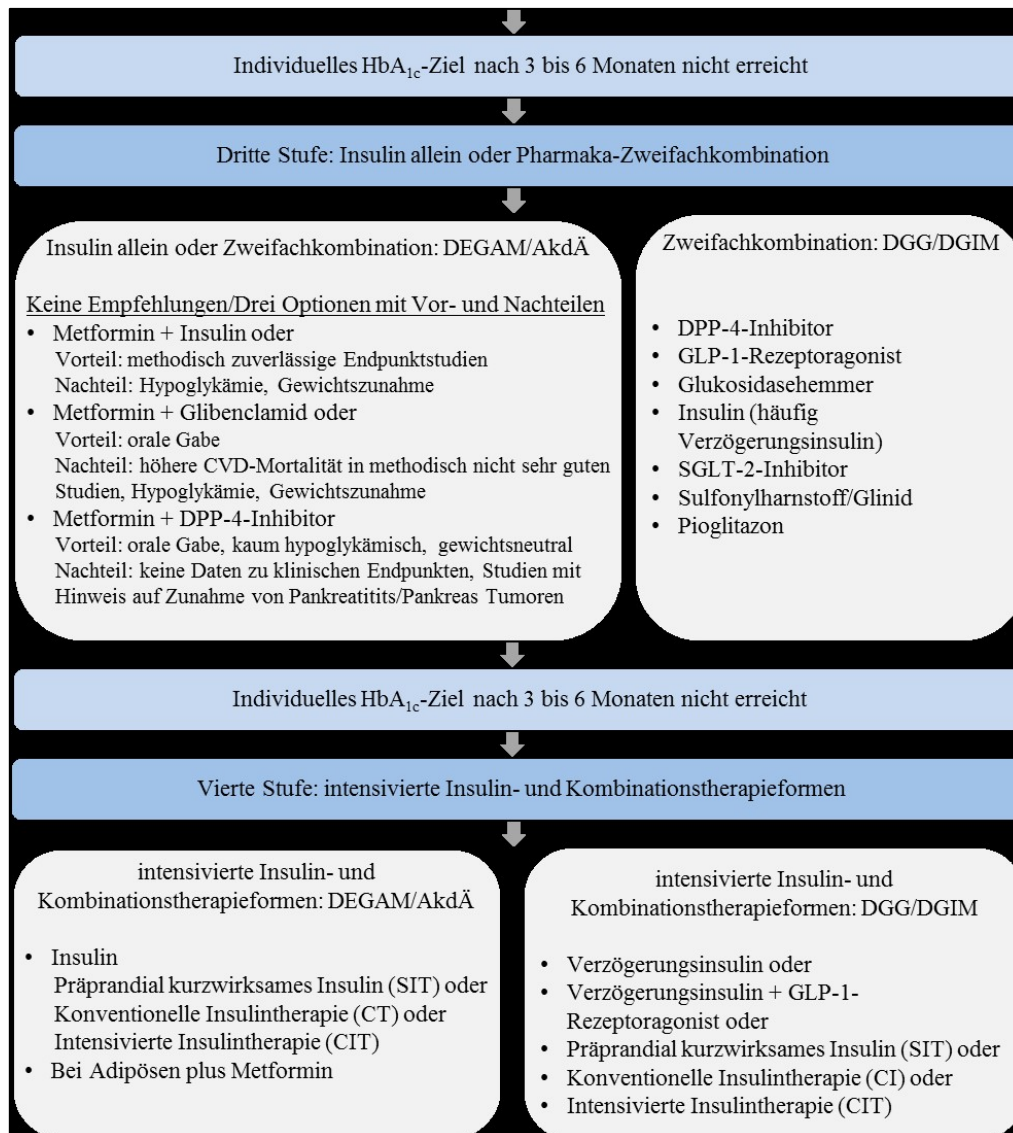 Individuelles HbA1c-Ziel nach 3 bis 6 Monaten nicht erreicht
Dritte Stufe: Insulin allein oder Pharmaka-Zweifachkombination
Insulin allein oder Zweifachkombination: DEGAM/AkdÄ
Keine Empfehlungen/Drei Optionen mit Vor- und Nachteilen
• Metformin + Insulin oder
Vorteil: methodisch zuverlässige Endpunktstudien
Nachteil: Hypoglykämie, Gewichtszunahme
• Metformin + Glibenclamid oder
Vorteil: orale Gabe
Nachteil: höhere CVD-Mortalität in methodisch nicht sehr guten
Studien, Hypoglykämie, Gewichtszunahme
• Metformin + DPP-4-Inhibitor
Vorteil: orale Gabe, kaum hypoglykämisch, gewichtsneutral
Nachteil: keine Daten zu klinischen Endpunkten, Studien mit
Hinweis auf Zunahme von Pankreatitits/Pankreas Tumoren
Zweifachkombination: DGG/DGIM
• DPP-4-Inhibitor
• GLP-1-Rezeptoragonist
• Glukosidasehemmer
• Insulin (häufig
Verzögerungsinsulin)
• SGLT-2-Inhibitor
• Sulfonylharnstoff/Glinid
• Pioglitazon
Individuelles HbA1c-Ziel nach 3 bis 6 Monaten nicht erreicht
Vierte Stufe: intensivierte Insulin- und Kombinationstherapieformen
intensivierte Insulin- und
Kombinationstherapieformen: DEGAM/AkdÄ
• Insulin
Präprandial kurzwirksames Insulin (SIT) oder
Konventionelle Insulintherapie (CT) oder
Intensivierte Insulintherapie (CIT)
• Bei Adipösen plus Metformin
intensivierte Insulin- und
Kombinationstherapieformen: DGG/DGIM
• Verzögerungsinsulin oder
• Verzögerungsinsulin + GLP-1-
Rezeptoragonist oder
• Präprandial kurzwirksames Insulin (SIT) oder
• Konventionelle Insulintherapie (CI) oder
• Intensivierte Insulintherapie (CIT)